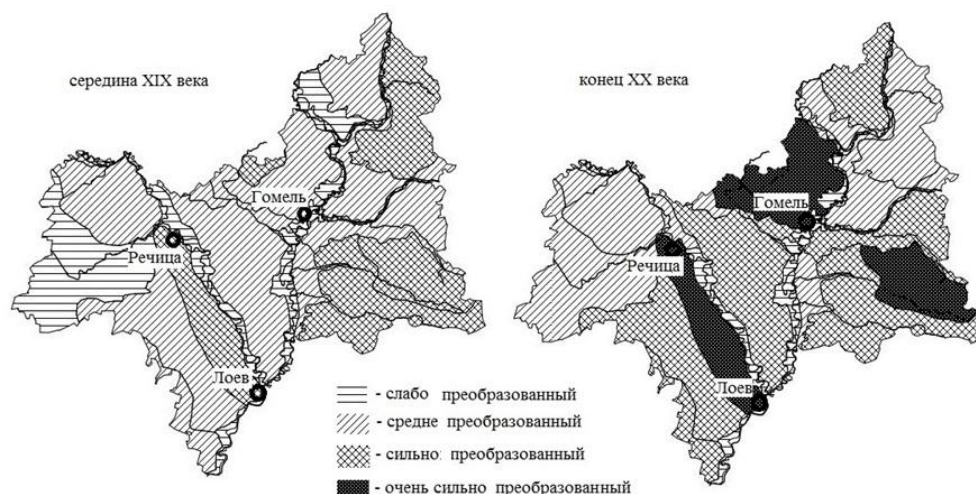 середина XIX века
конец XX века
Гомель
Речица
Лоев
Гомель
Речица
Лоев
- слабо преобразованный
- средне преобразованный
- сильно преобразованный
- очень сильно преобразованный